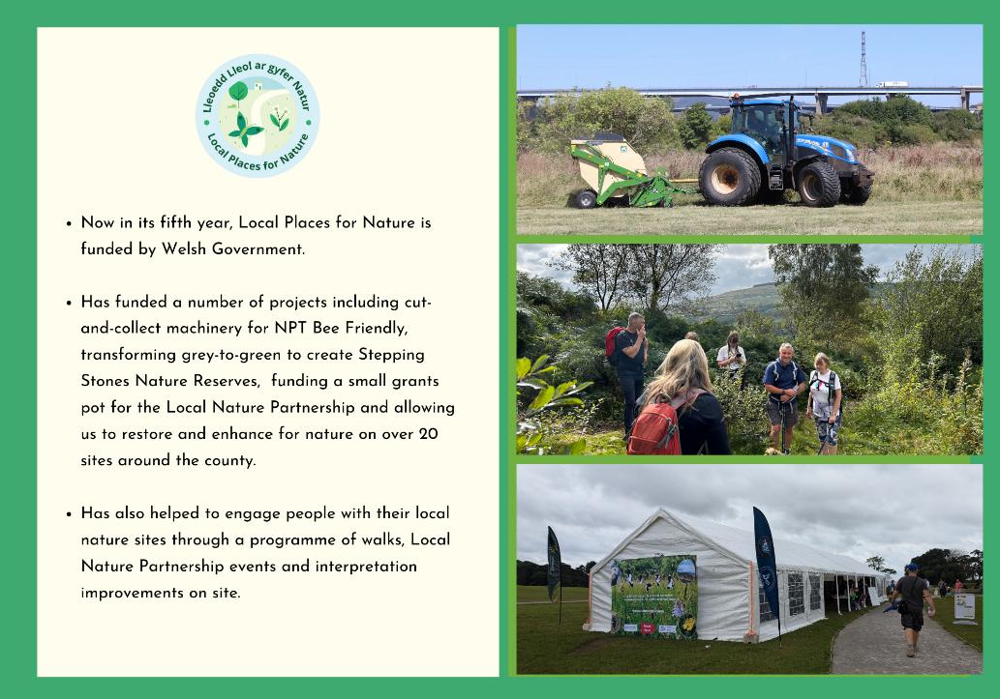 Lleoedd Lleol ar gyfer Natur
Local Places for Nature
• Now in its fifth year, Local Places for Nature is
funded by Welsh Government.
• Has funded a number of projects including cut-
and-collect machinery for NPT Bee Friendly,
transforming grey-to-green to create Stepping
Stones Nature Reserves,  funding a small grants
pot for the Local Nature Partnership and allowing
us to restore and enhance for nature on over 20
sites around the county.
• Has also helped to engage people with their local
nature sites through a programme of walks, Local
Nature Partnership events and interpretation
improvements on site.